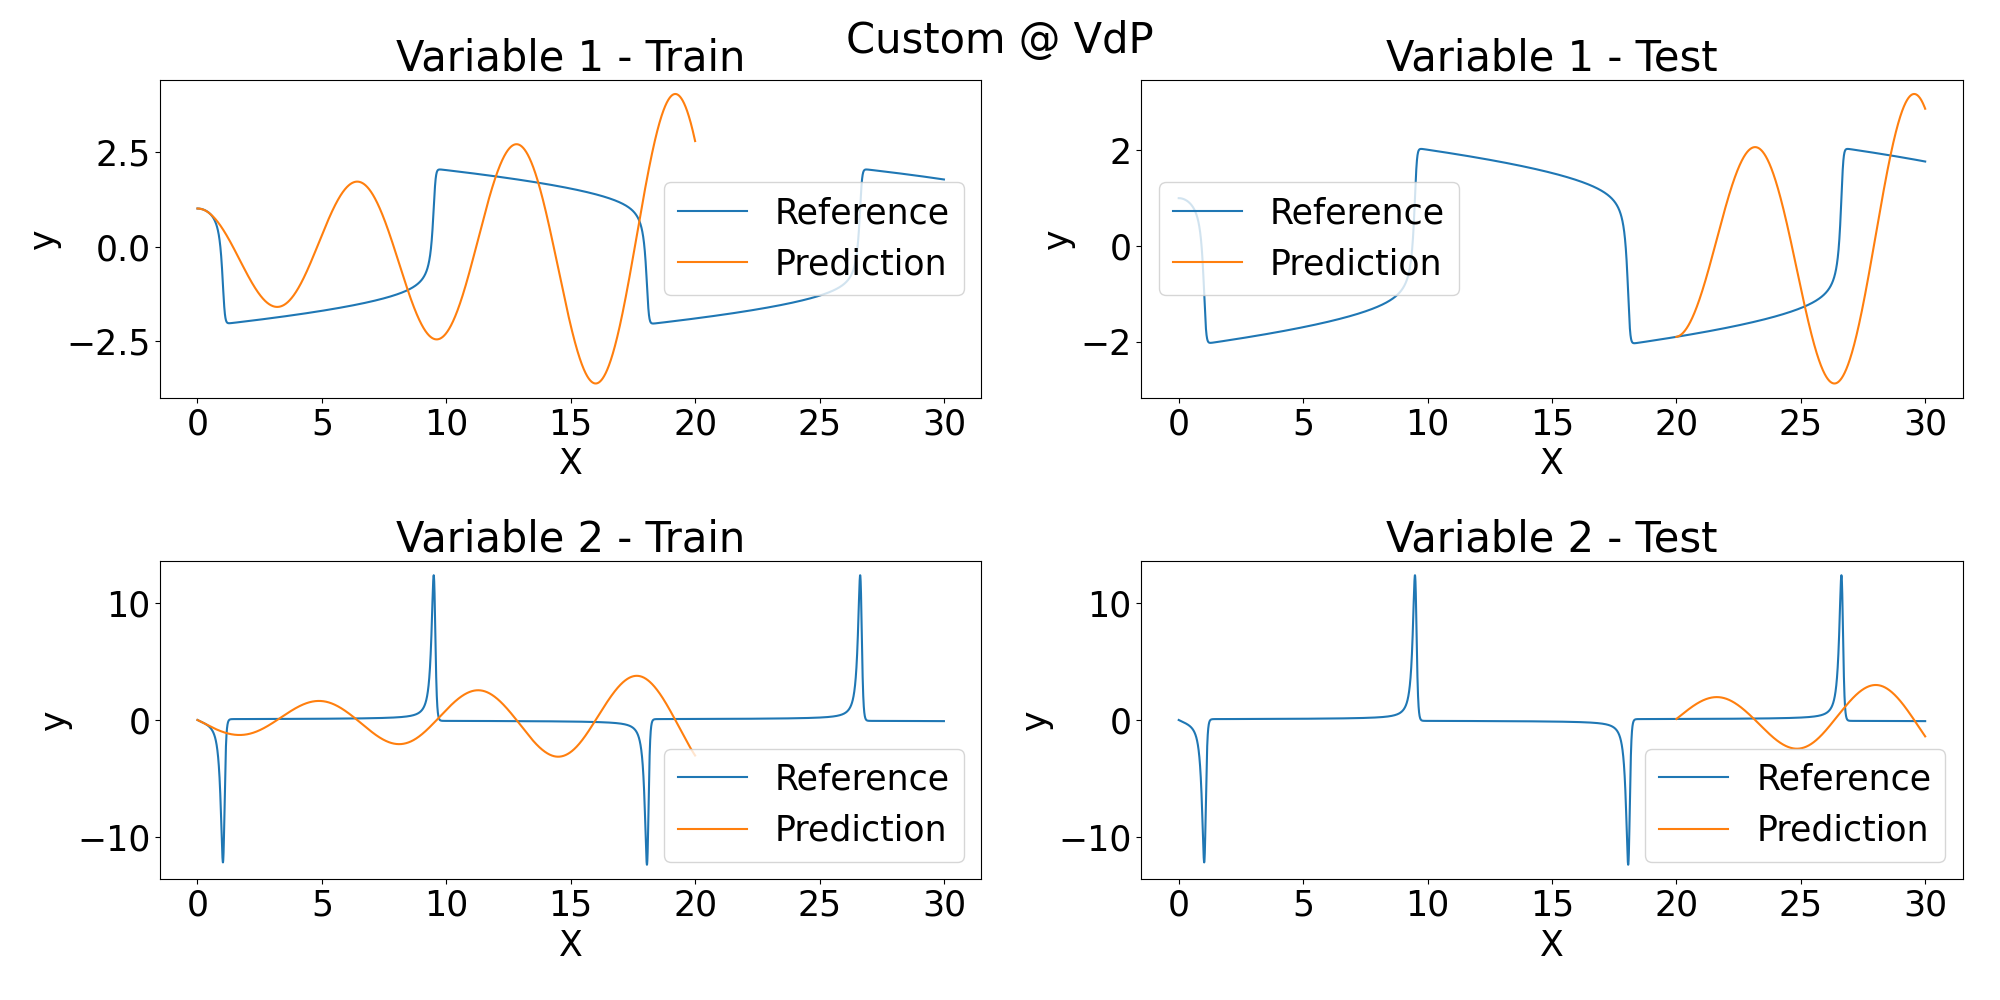 Custom @ VdP
Variable 1 - Train
y
2.5
0.0
−2.5
0 5 10 15 20 25 30
X
Reference
Prediction
Variable 1 - Test
y
2
0
−2
0 5 10 15 20 25 30
X
Reference
Prediction
Variable 2 - Train
y
10
0
−10
0 5 10 15 20 25 30
X
Reference
Prediction
Variable 2 - Test
y
10
0
−10
0 5 10 15 20 25 30
X
Reference
Prediction